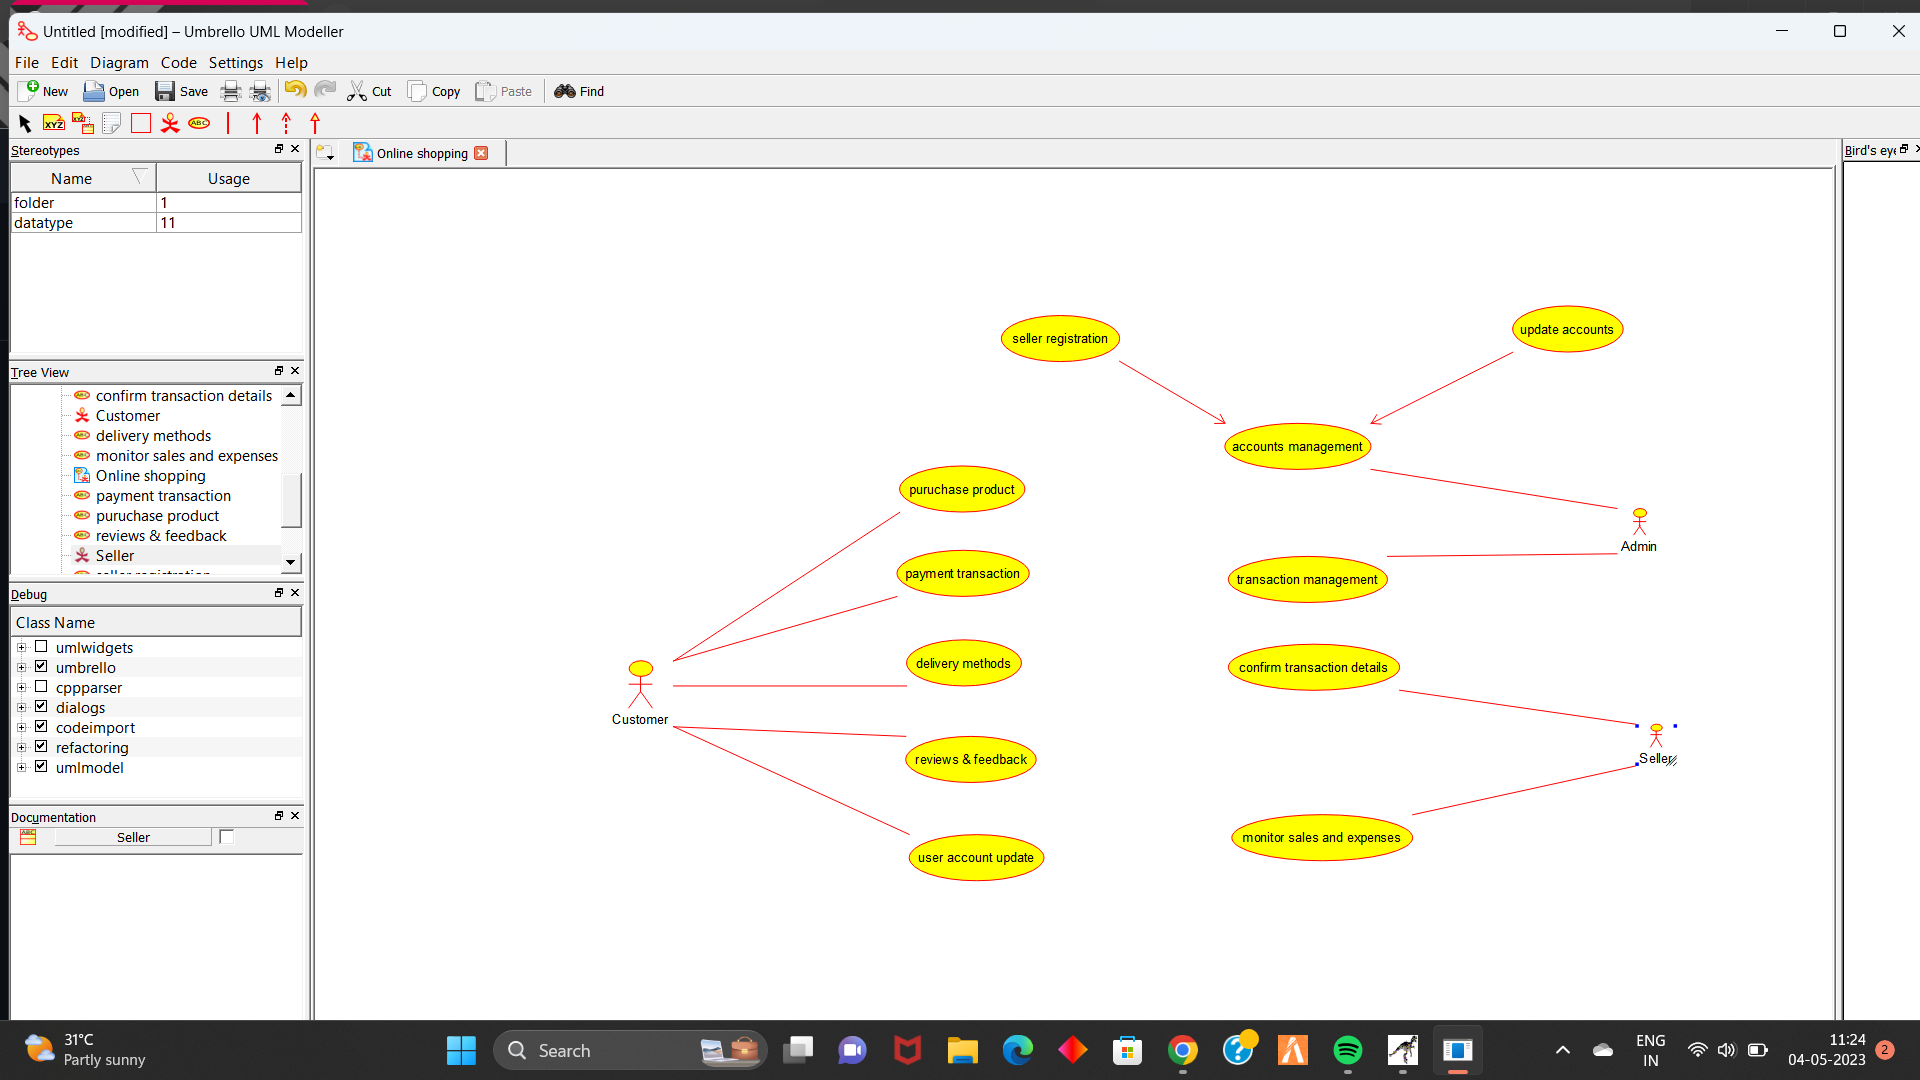 Untitled [modified] – Umbrello UML Modeller
File Edit Diagram Code Settings Help
New Open Save Cut Copy Paste Find
XYZ XYZ ABC
Stereotypes
Name Usage
folder 1
datatype 11
Tree View
confirm transaction details
Customer
delivery methods
monitor sales and expenses
Online shopping
payment transaction
puruchase product
reviews & feedback
Seller
seller registration
Debug
Class Name
umlwidgets
umbrello
cppparser
dialogs
codeimport
refactoring
umlmodel
Documentation
Seller
Online shopping
Bird's eye
seller registration
update accounts
accounts management
puruchase product
Admin
payment transaction
transaction management
delivery methods
confirm transaction details
Customer
reviews & feedback
Seller
monitor sales and expenses
user account update
31°C
Partly sunny
Search
ENG
IN
11:24
04-05-2023
2